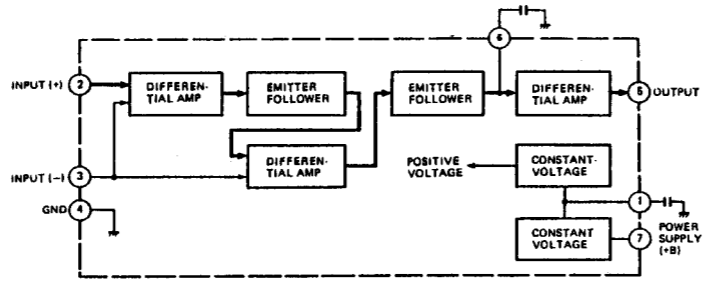 6
INPUT (+)
2
DIFFEREN-
TIAL AMP
EMITTER
FOLLOWER
EMITTER
FOLLOWER
DIFFEREN-
TIAL AMP
5
OUTPUT
INPUT (-)
3
DIFFEREN-
TIAL AMP
POSITIVE
VOLTAGE
CONSTANT-
VOLTAGE
GND
4
1
CONSTANT
VOLTAGE
7
POWER
SUPPLY
(+B)